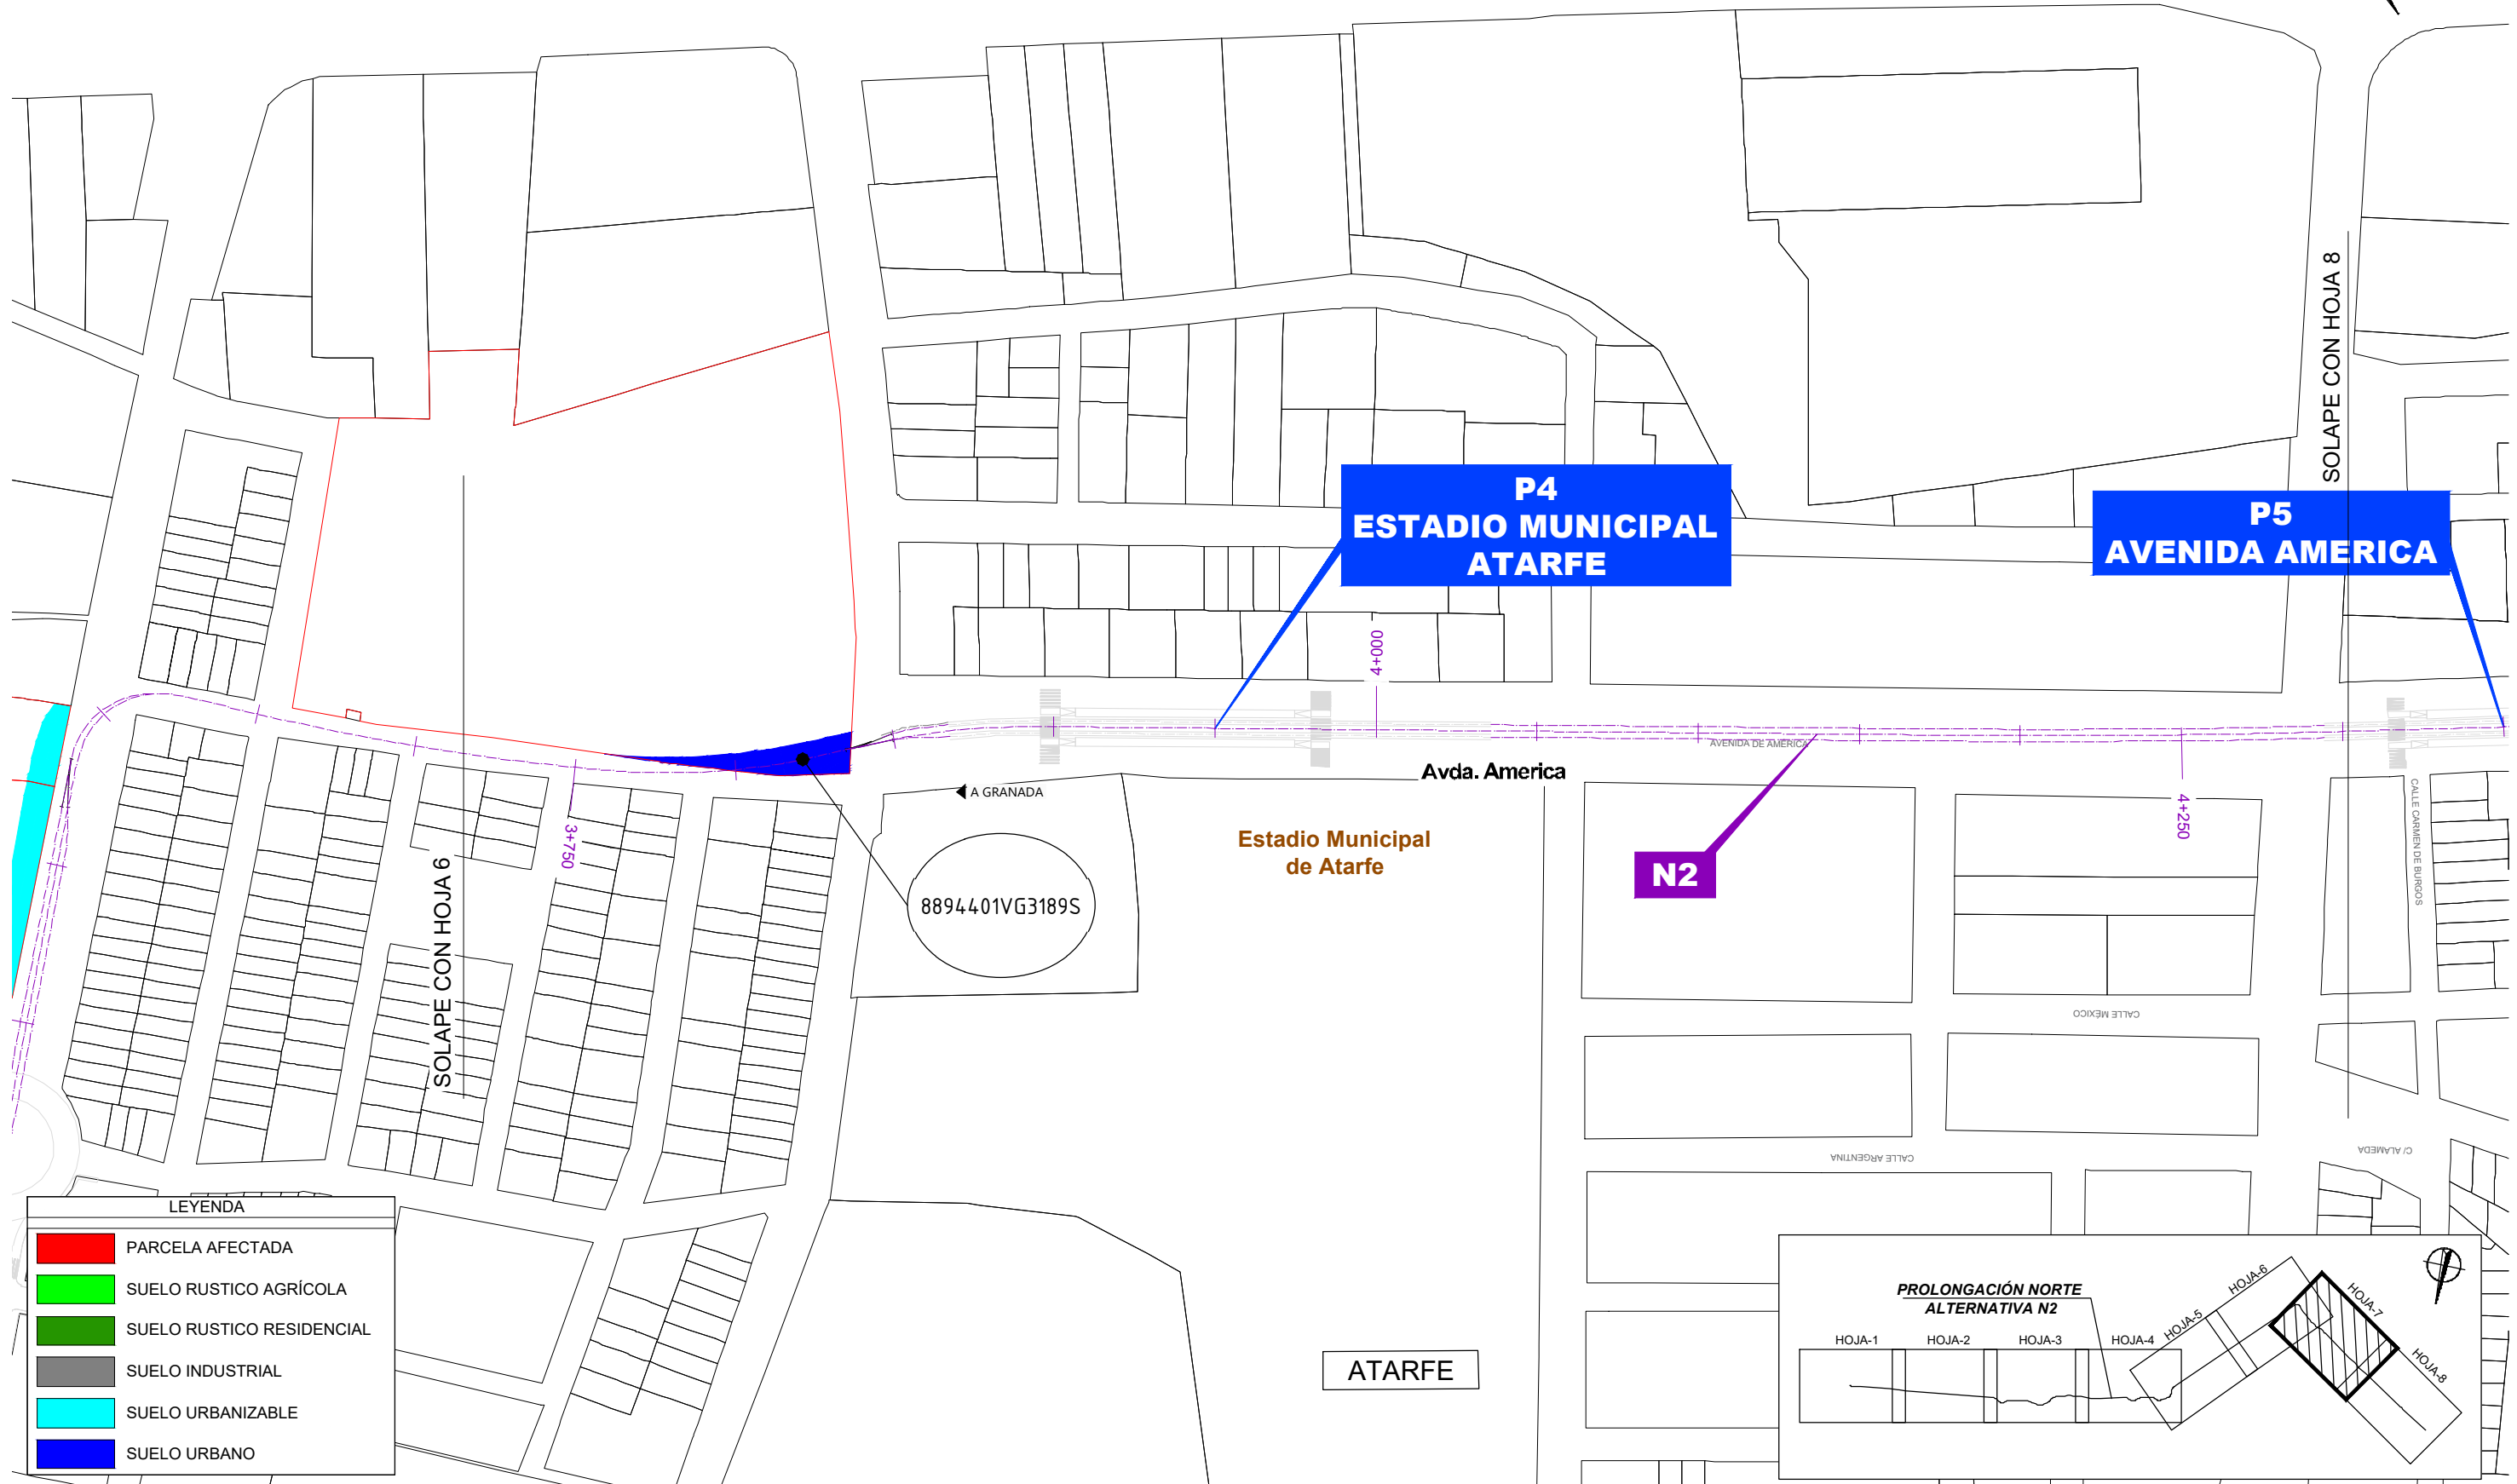 SOLAPE CON HOJA 8
P4
ESTADIO MUNICIPAL
ATARFE
P5
AVENIDA AMERICA
4+000
AVENIDA DE AMERICA
Avda. America
A GRANADA
3+750
4+250
CALLE CARMEN DE BURGOS
Estadio Municipal
de Atarfe
N2
8894401VG3189S
SOLAPE CON HOJA 6
CALLE MÉXICO
CALLE ARGENTINA
C/ ALAMEDA
LEYENDA
PARCELA AFECTADA
SUELO RUSTICO AGRÍCOLA
SUELO RUSTICO RESIDENCIAL
SUELO INDUSTRIAL
SUELO URBANIZABLE
SUELO URBANO
ATARFE
PROLONGACIÓN NORTE
ALTERNATIVA N2
HOJA-1
HOJA-2
HOJA-3
HOJA-4
HOJA-5
HOJA-6
HOJA-7
HOJA-8